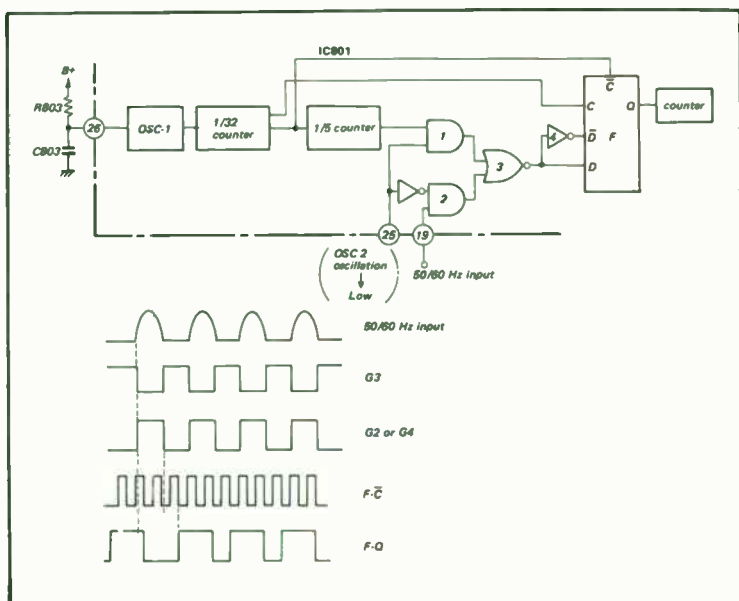 IC801
B+
R803
C803
26
OSC-1
1/32
counter
1/5 counter
1
2
3
4
C̅
C
Q
D̅
F
D
counter
25
19
OSC 2
oscillation
Low
50/60 Hz input
50/60 Hz input
G3
G2 or G4
F·C̅
F·Q